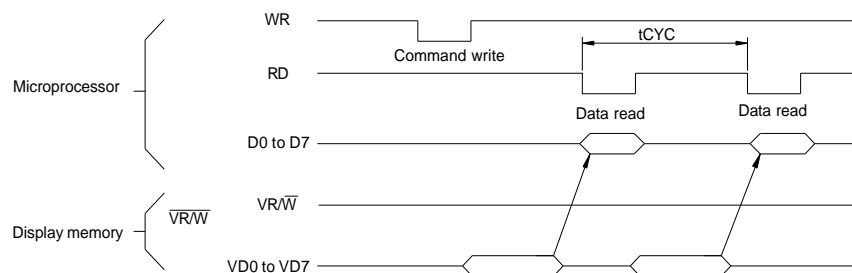 WR
Command write
tCYC
RD
Microprocessor
Data read
Data read
D0 to D7
VR/W̅
V̅R̅/̅W̅
Display memory
VD0 to VD7